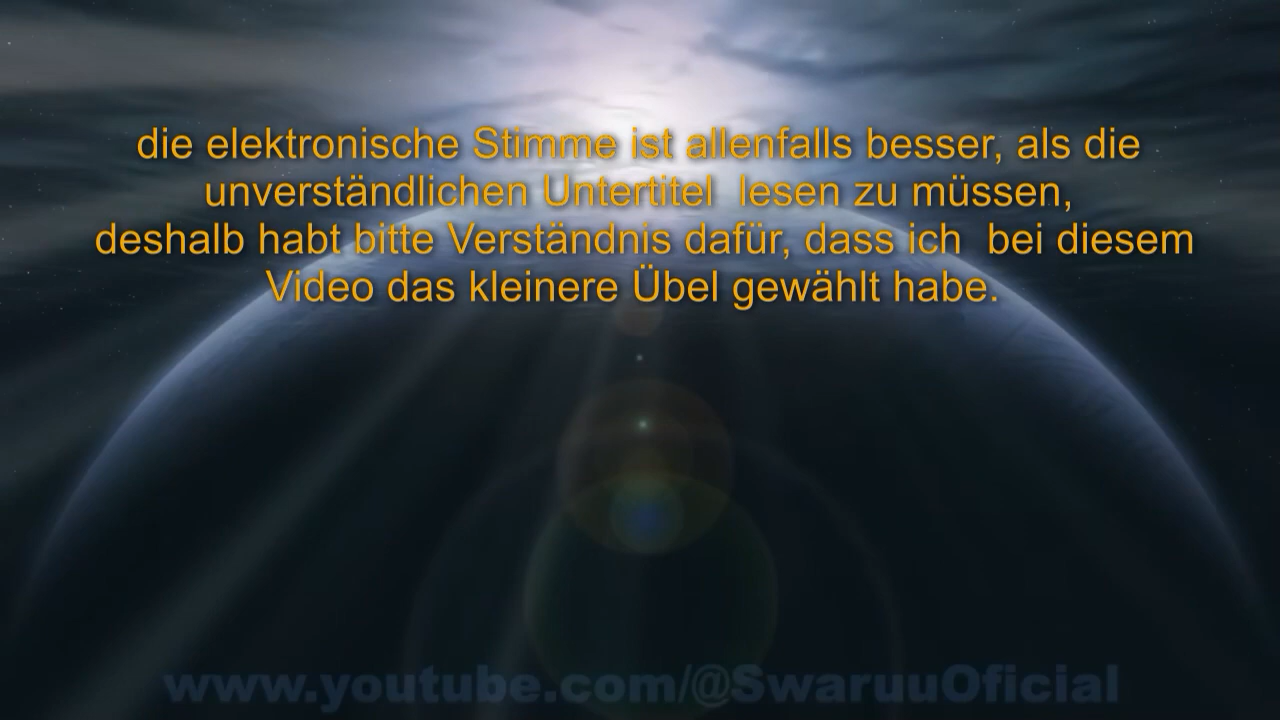 die elektronische Stimme ist allenfalls besser, als die
unverständlichen Untertitel  lesen zu müssen,
deshalb habt bitte Verständnis dafür, dass ich  bei diesem
Video das kleinere Übel gewählt habe.
www.youtube.com/@SwaruuOficial